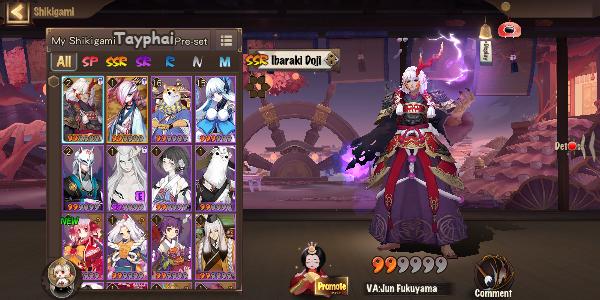 Shikigami
My Shikigami Tayphai Pre-set
All SP SSR SR R N M
SSR Ibaraki Doji
Display
NEW
Promote
VA:Jun Fukuyama
Comment